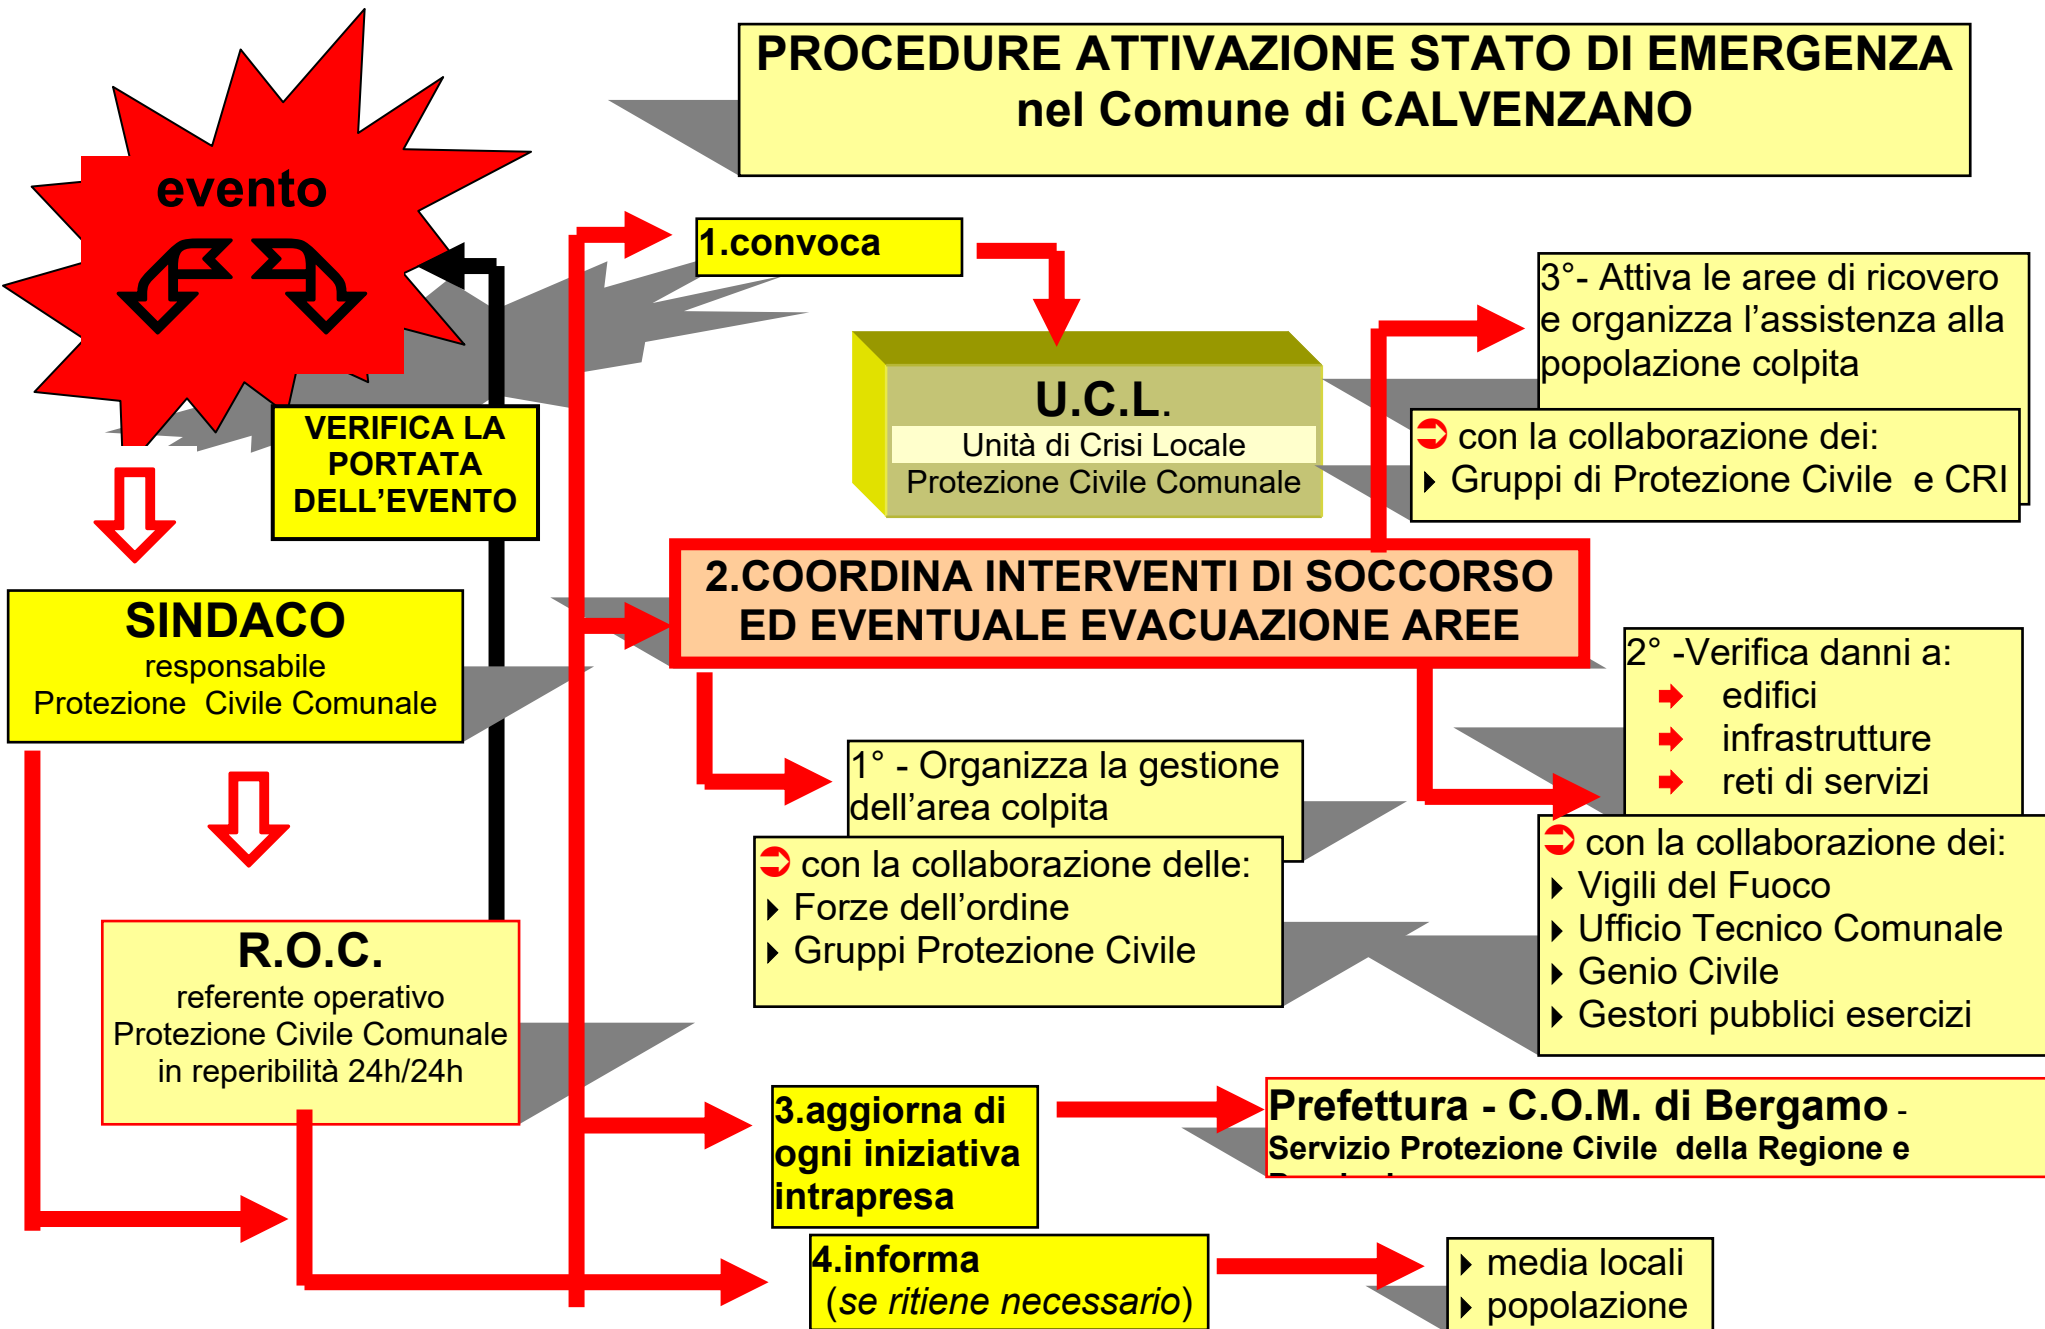 PROCEDURE ATTIVAZIONE STATO DI EMERGENZA
nel Comune di CALVENZANO
evento
1.convoca
3°- Attiva le aree di ricovero
e organizza l’assistenza alla
popolazione colpita
con la collaborazione dei:
Gruppi di Protezione Civile e CRI
U.C.L.
Unità di Crisi Locale
Protezione Civile Comunale
VERIFICA LA
PORTATA
DELL’EVENTO
2.COORDINA INTERVENTI DI SOCCORSO
ED EVENTUALE EVACUAZIONE AREE
SINDACO
responsabile
Protezione Civile Comunale
2° -Verifica danni a:
edifici
infrastrutture
reti di servizi
con la collaborazione dei:
Vigili del Fuoco
Ufficio Tecnico Comunale
Genio Civile
Gestori pubblici esercizi
1° - Organizza la gestione
dell’area colpita
con la collaborazione delle:
Forze dell’ordine
Gruppi Protezione Civile
R.O.C.
referente operativo
Protezione Civile Comunale
in reperibilità 24h/24h
3.aggiorna di
ogni iniziativa
intrapresa
Prefettura - C.O.M. di Bergamo -
Servizio Protezione Civile della Regione e
4.informa
(se ritiene necessario)
media locali
popolazione